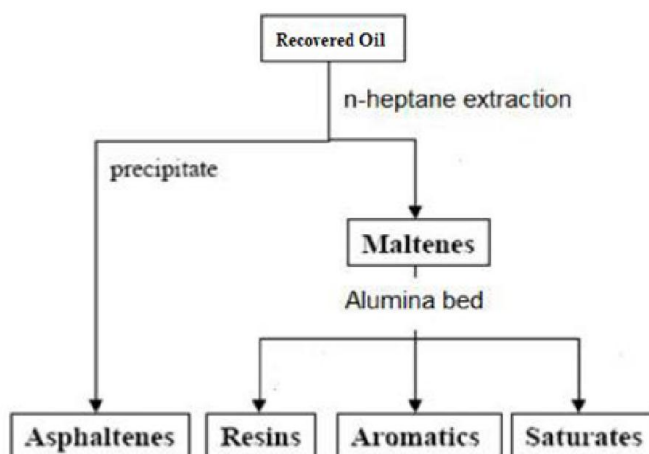 Recovered Oil
n-heptane extraction
precipitate
Maltenes
Alumina bed
Asphaltenes Resins Aromatics Saturates